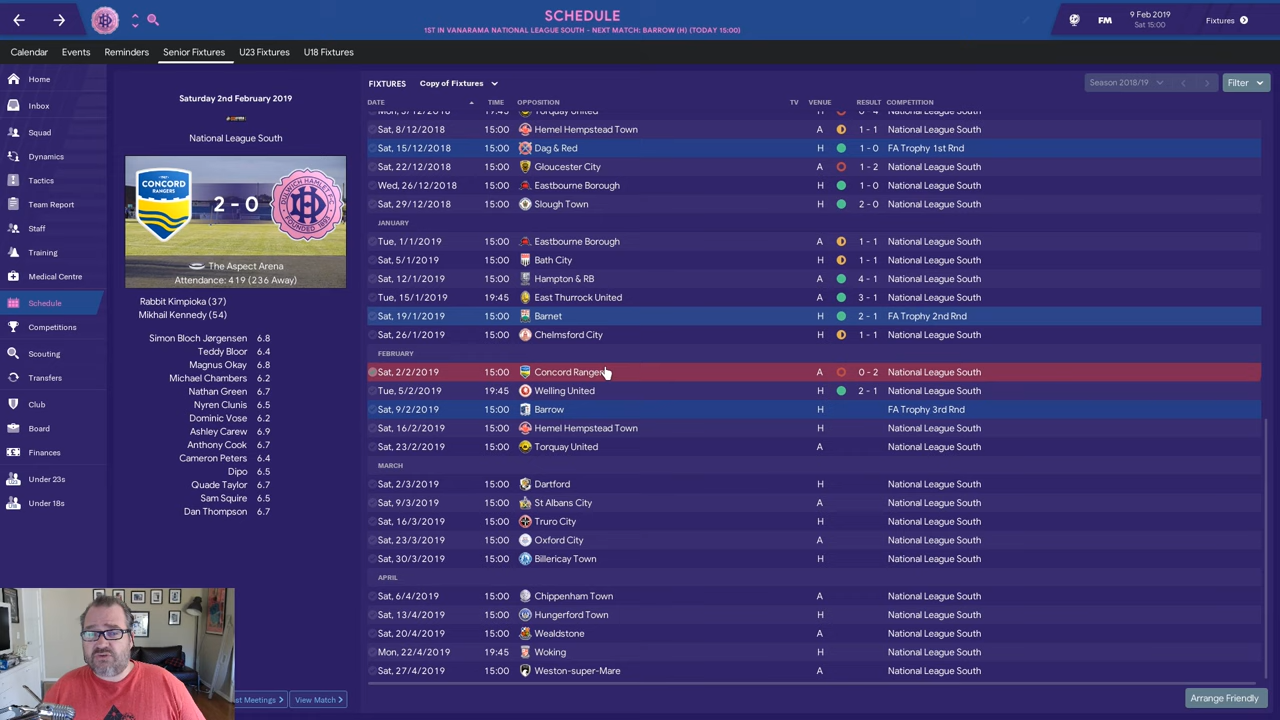 SCHEDULE
1ST IN VANARAMA NATIONAL LEAGUE SOUTH - NEXT MATCH: BARROW (H) (TODAY 15:00)
FM
9 Feb 2019
Sat 15:00
Fixtures
Calendar Events Reminders Senior Fixtures U23 Fixtures U18 Fixtures
Home
Inbox
Squad
Dynamics
Tactics
Team Report
Staff
Training
Medical Centre
Schedule
Competitions
Scouting
Transfers
Club
Board
Finances
Under 23s
Under 18s
Saturday 2nd February 2019
National League South
CONCORD RANGERS
2 - 0
The Aspect Arena
Attendance: 419 (236 Away)
Rabbit Kimpioka (37)
Mikhail Kennedy (54)
Simon Bloch Jørgensen 6.8
Teddy Bloor 6.4
Magnus Okay 6.8
Michael Chambers 6.2
Nathan Green 6.7
Nyren Clunis 6.5
Dominic Vose 6.2
Ashley Carew 6.9
Anthony Cook 6.7
Cameron Peters 6.4
Dipo 6.5
Quade Taylor 6.7
Sam Squire 6.5
Dan Thompson 6.7
st Meetings View Match
FIXTURES Copy of Fixtures Season 2018/19 Filter
DATE TIME OPPOSITION TV VENUE RESULT COMPETITION
Mon, 3/12/2018 19:45 Torquay United H 0 - 4 National League South
Sat, 8/12/2018 15:00 Hemel Hempstead Town A 1 - 1 National League South
Sat, 15/12/2018 15:00 Dag & Red H 1 - 0 FA Trophy 1st Rnd
Sat, 22/12/2018 15:00 Gloucester City A 1 - 2 National League South
Wed, 26/12/2018 15:00 Eastbourne Borough H 1 - 0 National League South
Sat, 29/12/2018 15:00 Slough Town H 2 - 0 National League South
JANUARY
Tue, 1/1/2019 15:00 Eastbourne Borough A 1 - 1 National League South
Sat, 5/1/2019 15:00 Bath City H 1 - 1 National League South
Sat, 12/1/2019 15:00 Hampton & RB A 4 - 1 National League South
Tue, 15/1/2019 19:45 East Thurrock United A 3 - 1 National League South
Sat, 19/1/2019 15:00 Barnet H 2 - 1 FA Trophy 2nd Rnd
Sat, 26/1/2019 15:00 Chelmsford City H 1 - 1 National League South
FEBRUARY
Sat, 2/2/2019 15:00 Concord Rangers A 0 - 2 National League South
Tue, 5/2/2019 19:45 Welling United H 2 - 1 National League South
Sat, 9/2/2019 15:00 Barrow H FA Trophy 3rd Rnd
Sat, 16/2/2019 15:00 Hemel Hempstead Town H National League South
Sat, 23/2/2019 15:00 Torquay United A National League South
MARCH
Sat, 2/3/2019 15:00 Dartford H National League South
Sat, 9/3/2019 15:00 St Albans City A National League South
Sat, 16/3/2019 15:00 Truro City H National League South
Sat, 23/3/2019 15:00 Oxford City A National League South
Sat, 30/3/2019 15:00 Billericay Town H National League South
APRIL
Sat, 6/4/2019 15:00 Chippenham Town A National League South
Sat, 13/4/2019 15:00 Hungerford Town H National League South
Sat, 20/4/2019 15:00 Wealdstone A National League South
Mon, 22/4/2019 19:45 Woking H National League South
Sat, 27/4/2019 15:00 Weston-super-Mare A National League South
Arrange Friendly